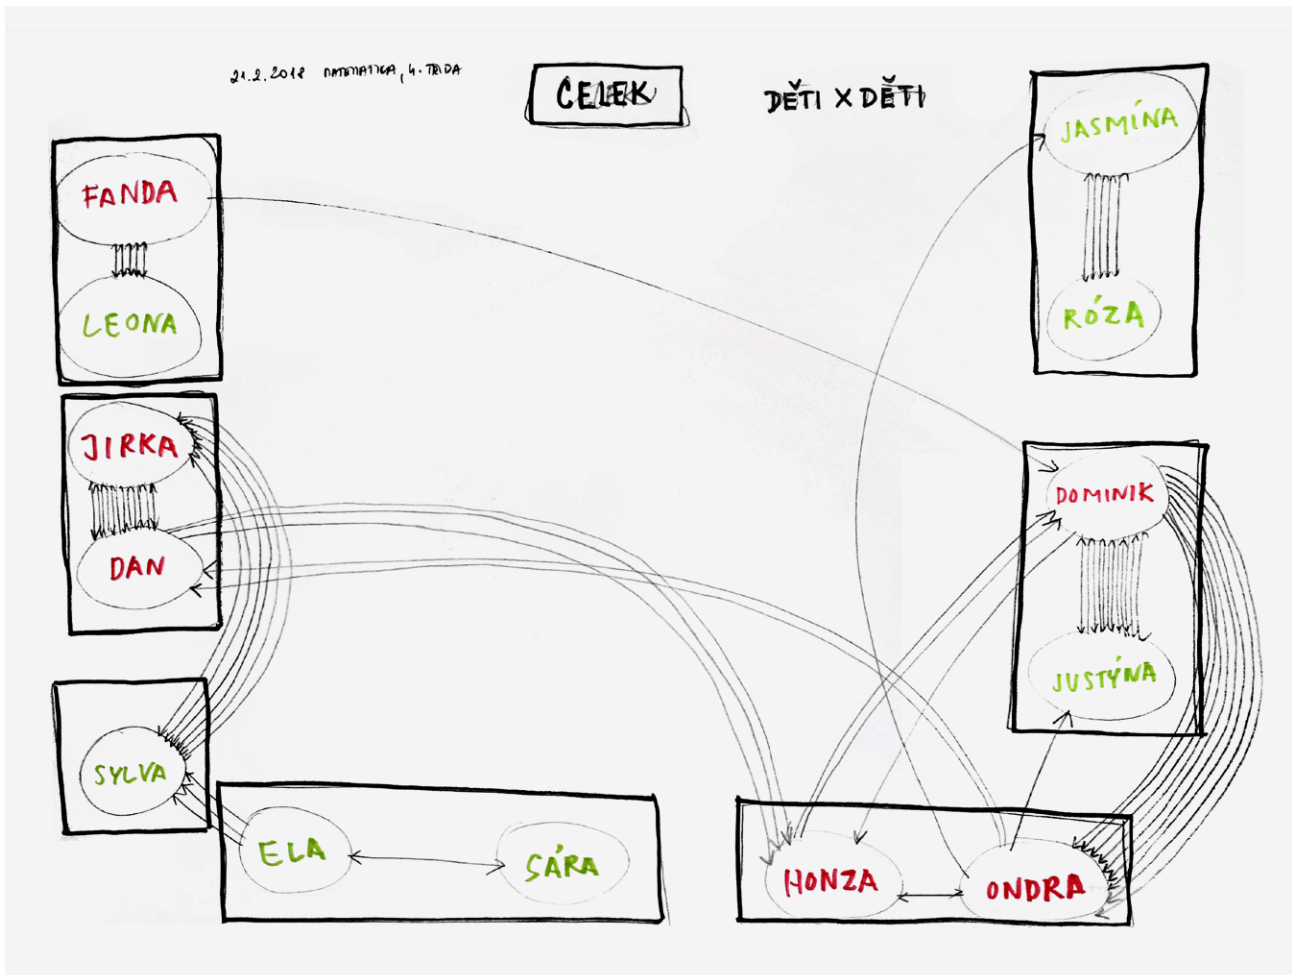 21.2.2018 MATEMATIKA, 4. TŘÍDA
CELEK
DĚTI X DĚTI
JASMÍNA
FANDA
RÓZA
LEONA
JIRKA
DOMINIK
DAN
JUSTÝNA
SYLVA
ELA
SÁRA
HONZA
ONDRA